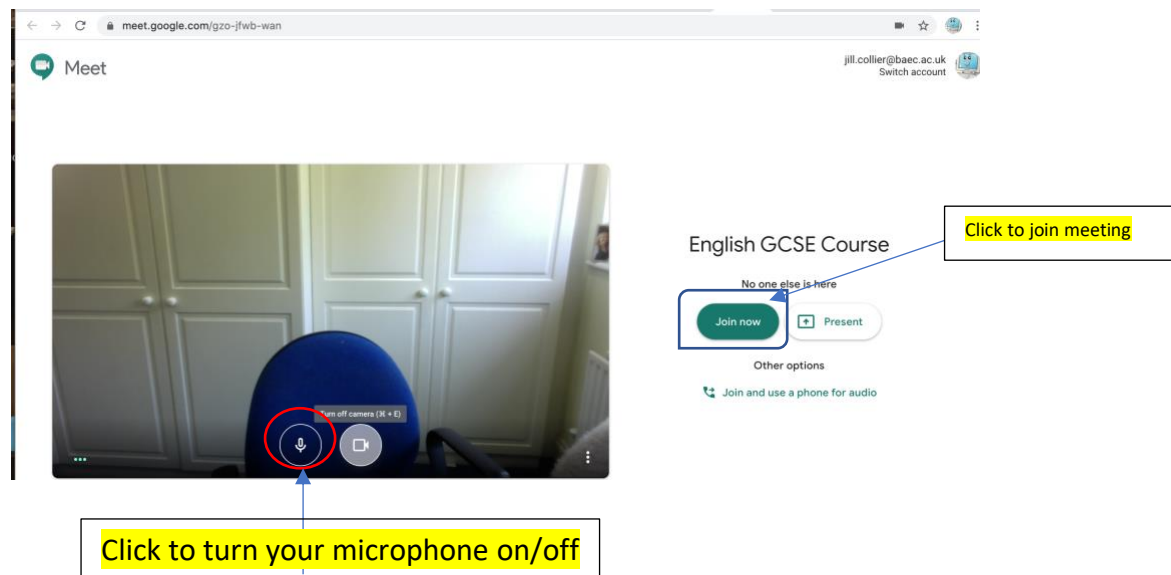 meet.google.com/gzo-jfwb-wan
Meet
jill.collier@baec.ac.uk
Switch account
English GCSE Course
Click to join meeting
No one else is here
Join now
Present
Other options
Join and use a phone for audio
Turn off camera (⌘ + E)
Click to turn your microphone on/off